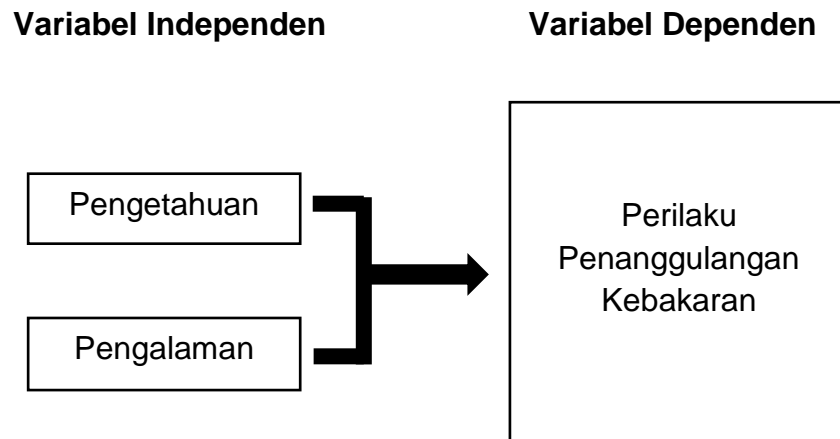 Variabel Independen
Variabel Dependen
Pengetahuan
Pengalaman
Perilaku
Penanggulangan
Kebakaran